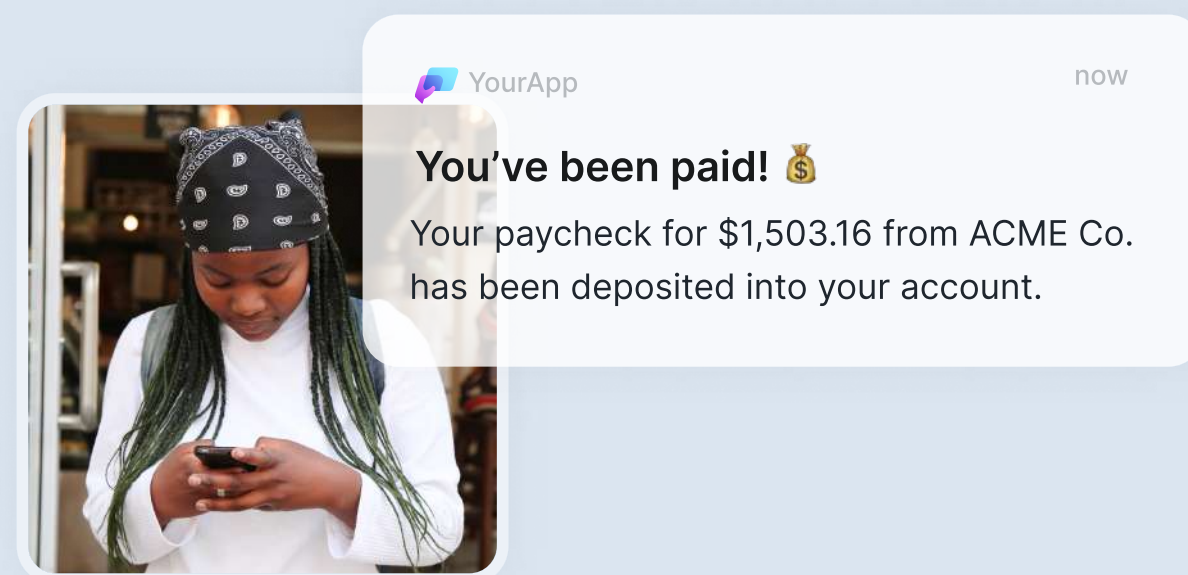 YourApp
now
You’ve been paid! 💰
Your paycheck for $1,503.16 from ACME Co.
has been deposited into your account.